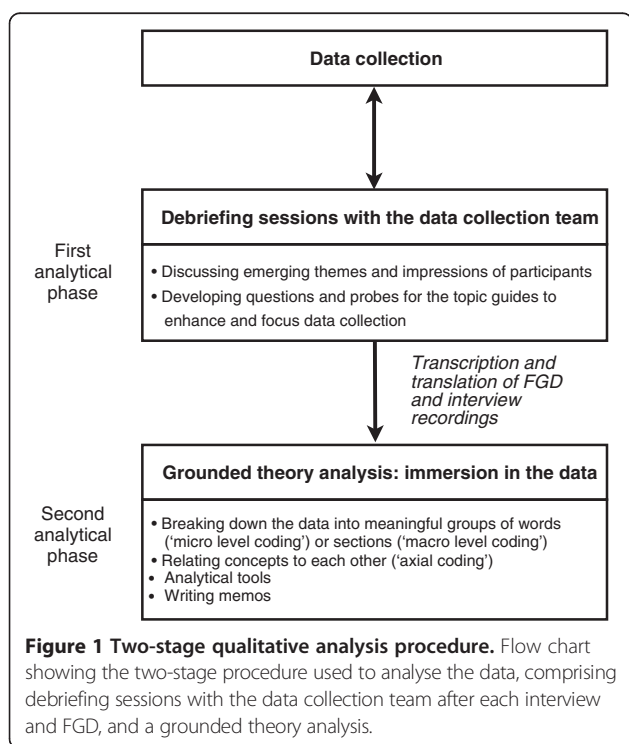 Data collection
Debriefing sessions with the data collection team
First
analytical
phase
• Discussing emerging themes and impressions of participants
• Developing questions and probes for the topic guides to
enhance and focus data collection
Transcription and
translation of FGD
and interview
recordings
Grounded theory analysis: immersion in the data
Second
analytical
phase
• Breaking down the data into meaningful groups of words
(‘micro level coding’) or sections (‘macro level coding’)
• Relating concepts to each other (‘axial coding’)
• Analytical tools
• Writing memos
Figure 1 Two-stage qualitative analysis procedure. Flow chart
showing the two-stage procedure used to analyse the data, comprising
debriefing sessions with the data collection team after each interview
and FGD, and a grounded theory analysis.